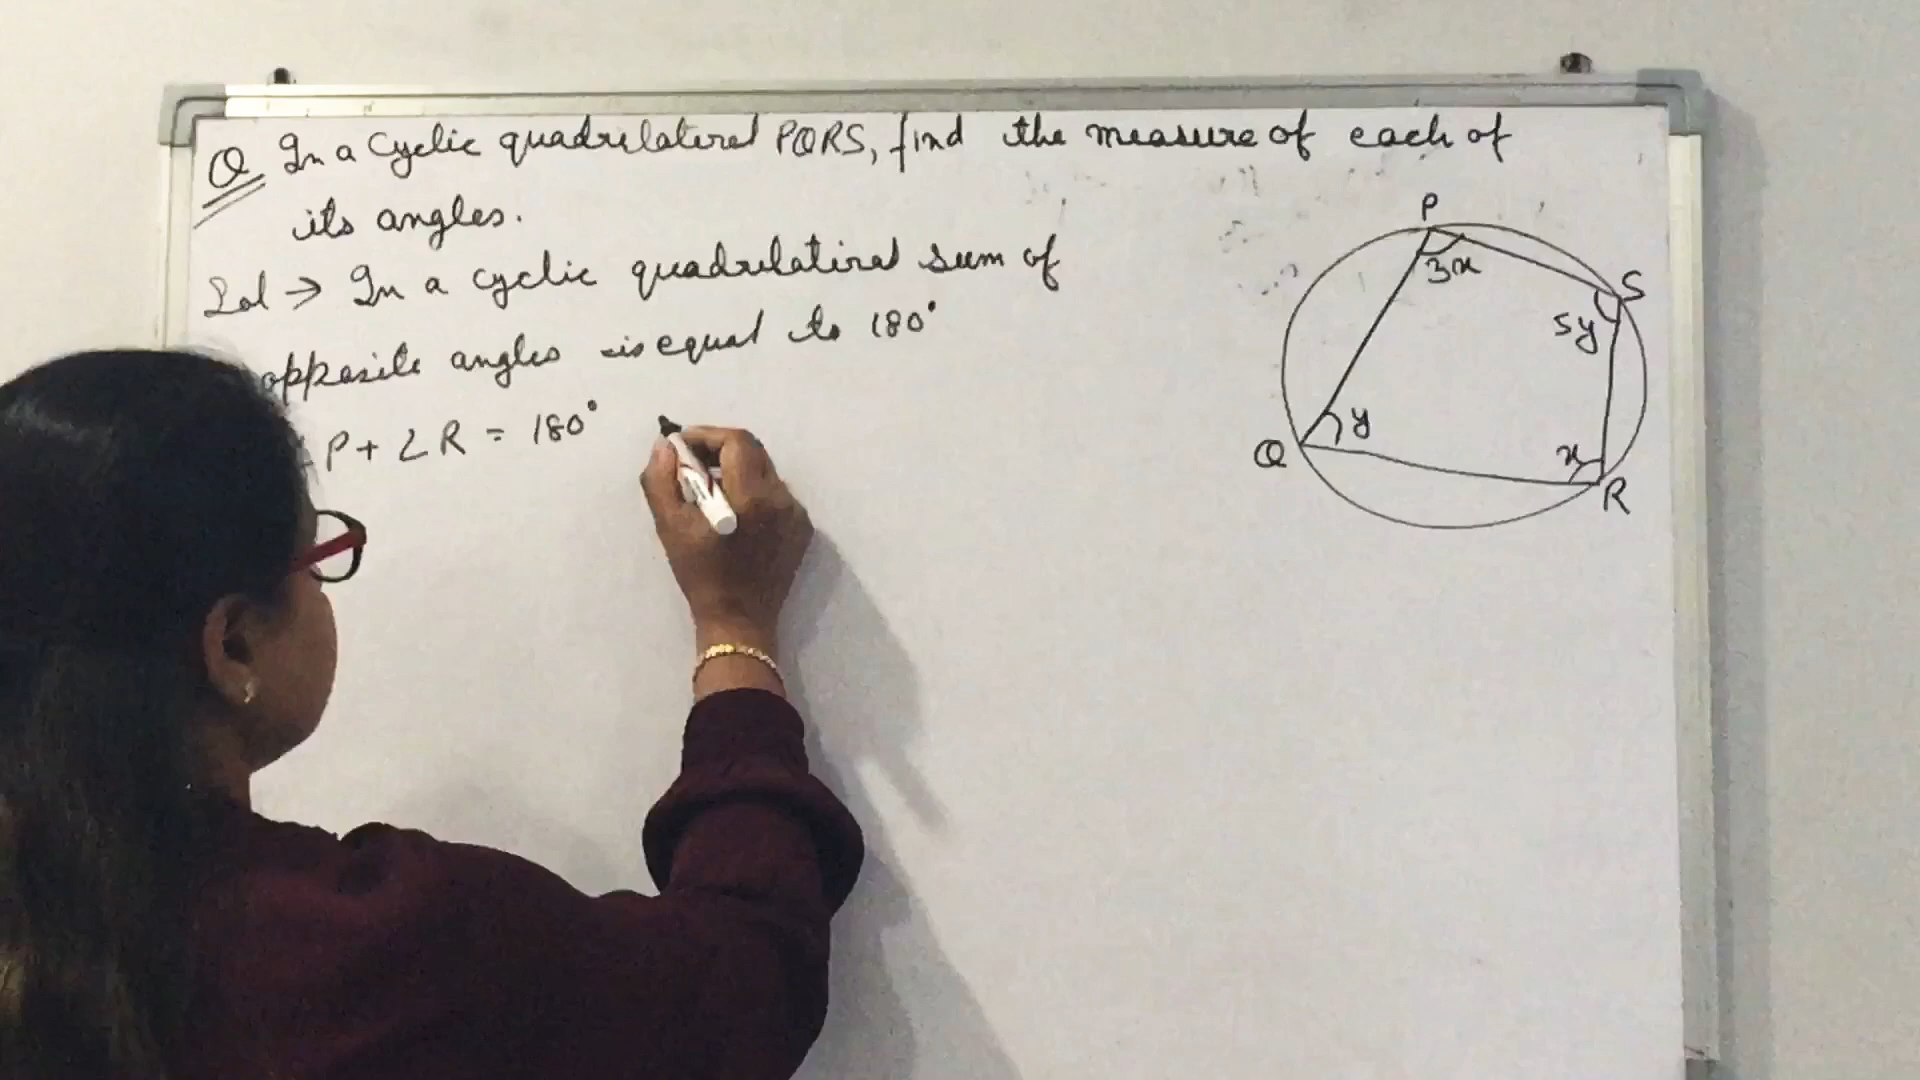 Q In a cyclic quadrilateral PQRS, find the measure of each of
its angles.
Sol → In a cyclic quadrilateral sum of
opposite angles is equal to 180°
∠P + ∠R = 180°
P
3x
S
5y
y
Q
x
R